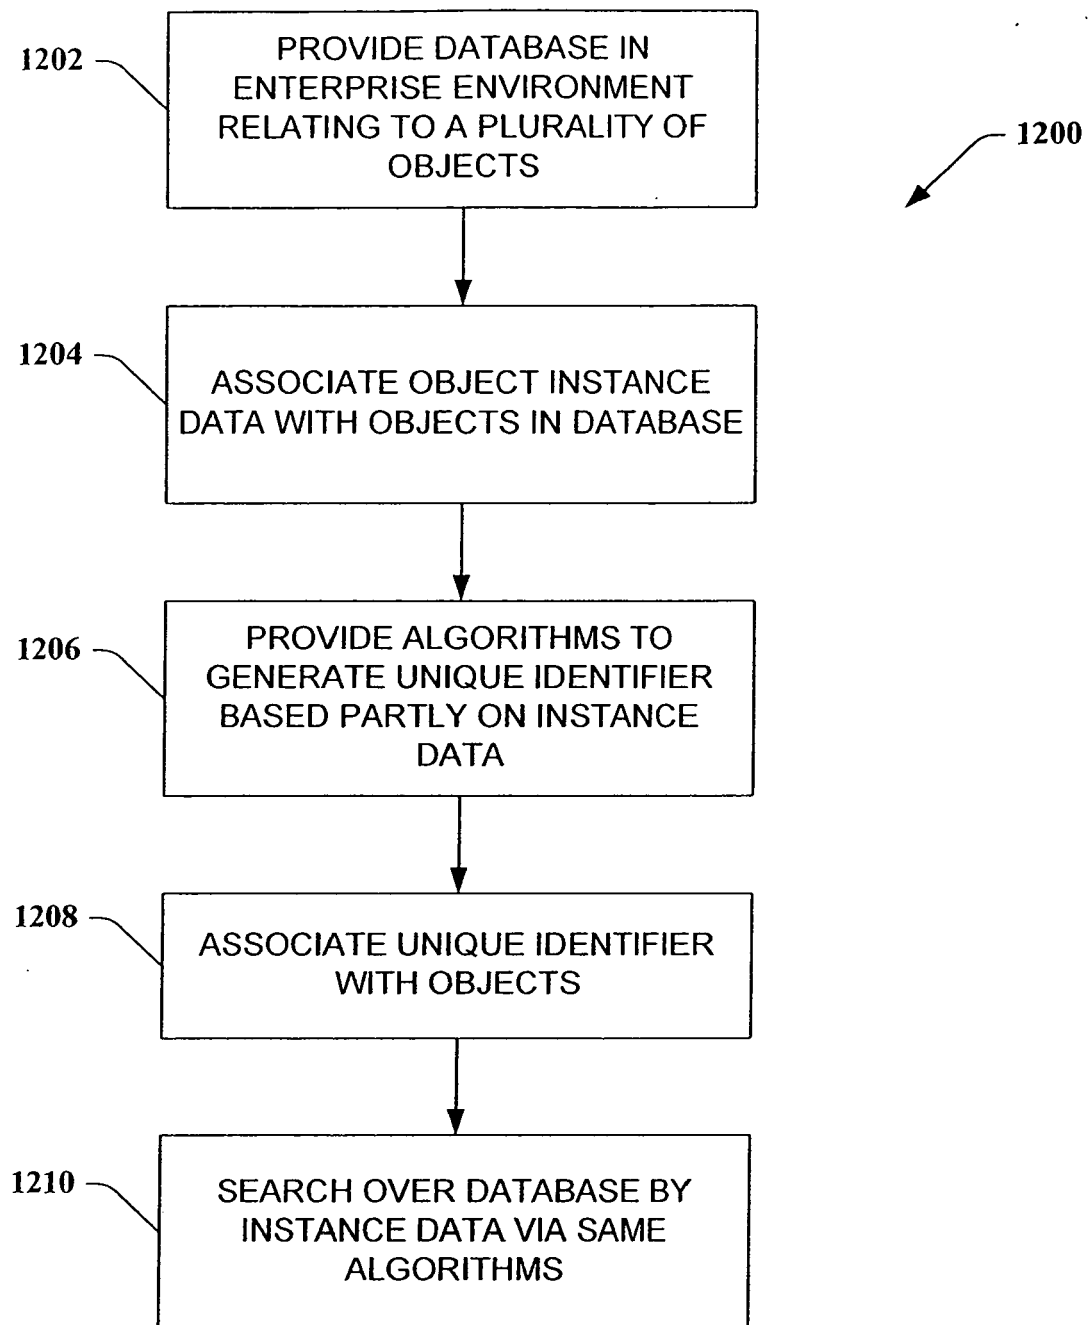 1202
PROVIDE DATABASE IN
ENTERPRISE ENVIRONMENT
RELATING TO A PLURALITY OF
OBJECTS
1200
1204
ASSOCIATE OBJECT INSTANCE
DATA WITH OBJECTS IN DATABASE
1206
PROVIDE ALGORITHMS TO
GENERATE UNIQUE IDENTIFIER
BASED PARTLY ON INSTANCE
DATA
1208
ASSOCIATE UNIQUE IDENTIFIER
WITH OBJECTS
1210
SEARCH OVER DATABASE BY
INSTANCE DATA VIA SAME
ALGORITHMS